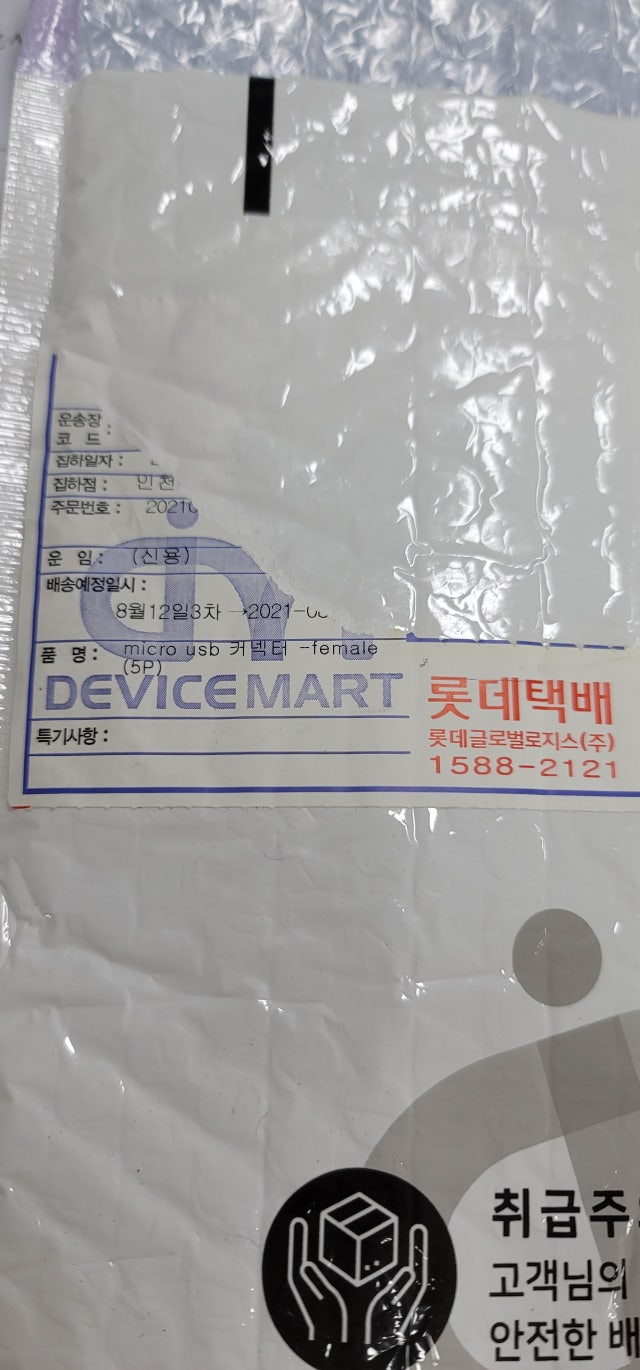 운송장
코 드 :
집하일자 :
집하점 : 인천
주문번호 : 2021
운 임 : (신용)
배송예정일시 :
8월12일3차 →2021-0
품 명 : micro usb 커넥터 -female
(5P)
DEVICEMART
롯데택배
특기사항 :
롯데글로벌로지스(주)
1588-2121
취급주
고객님의
안전한 배